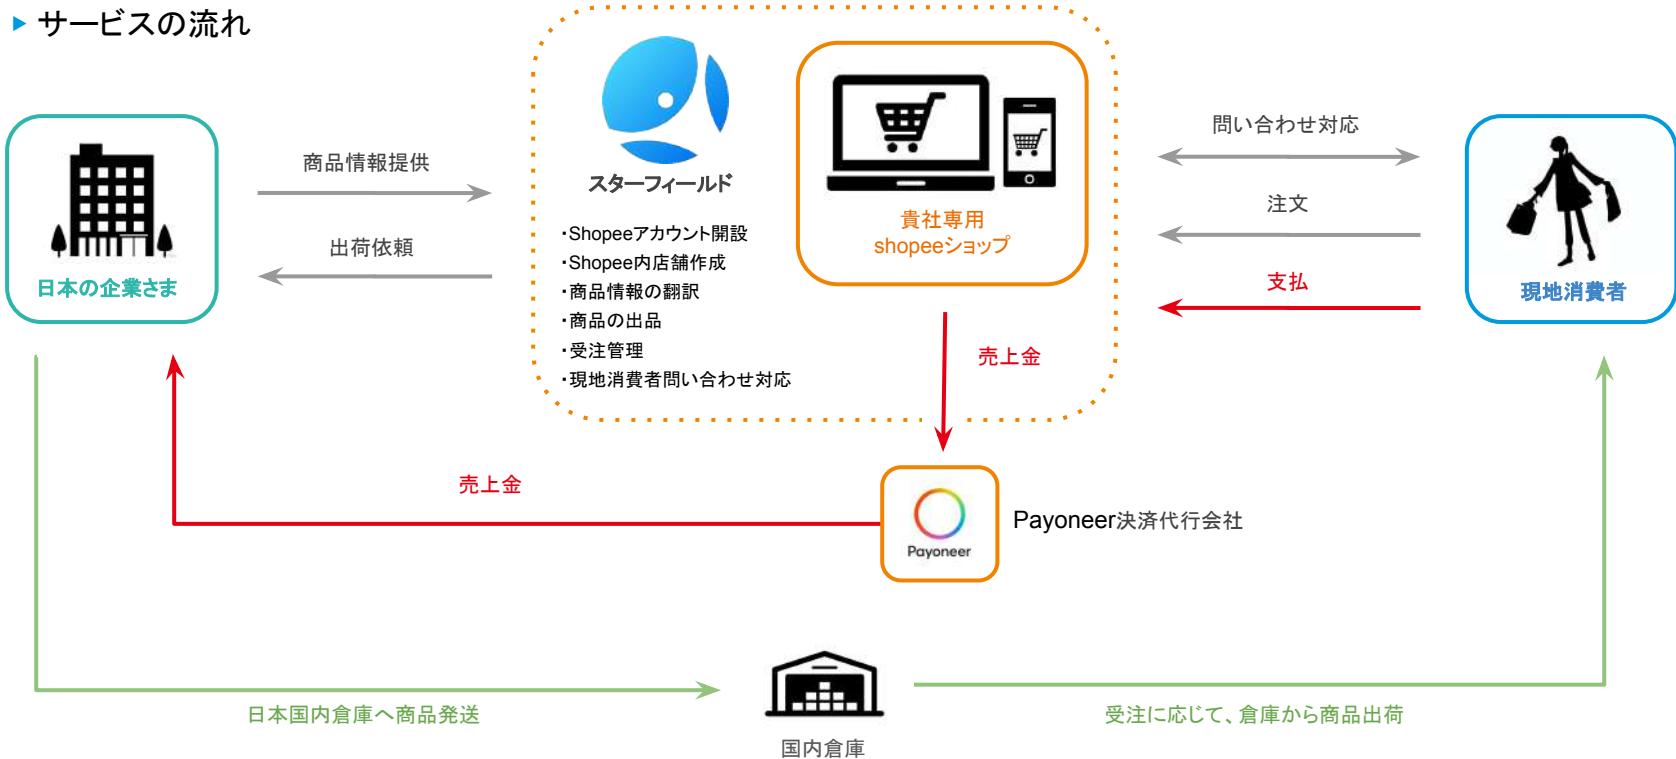 サービスの流れ
日本の企業さま
商品情報提供
出荷依頼
スターフィールド
・Shopeeアカウント開設
・Shopee内店舗作成
・商品情報の翻訳
・商品の出品
・受注管理
・現地消費者問い合わせ対応
貴社専用
shopeeショップ
問い合わせ対応
注文
支払
現地消費者
売上金
売上金
Payoneer
Payoneer決済代行会社
日本国内倉庫へ商品発送
国内倉庫
受注に応じて、倉庫から商品出荷